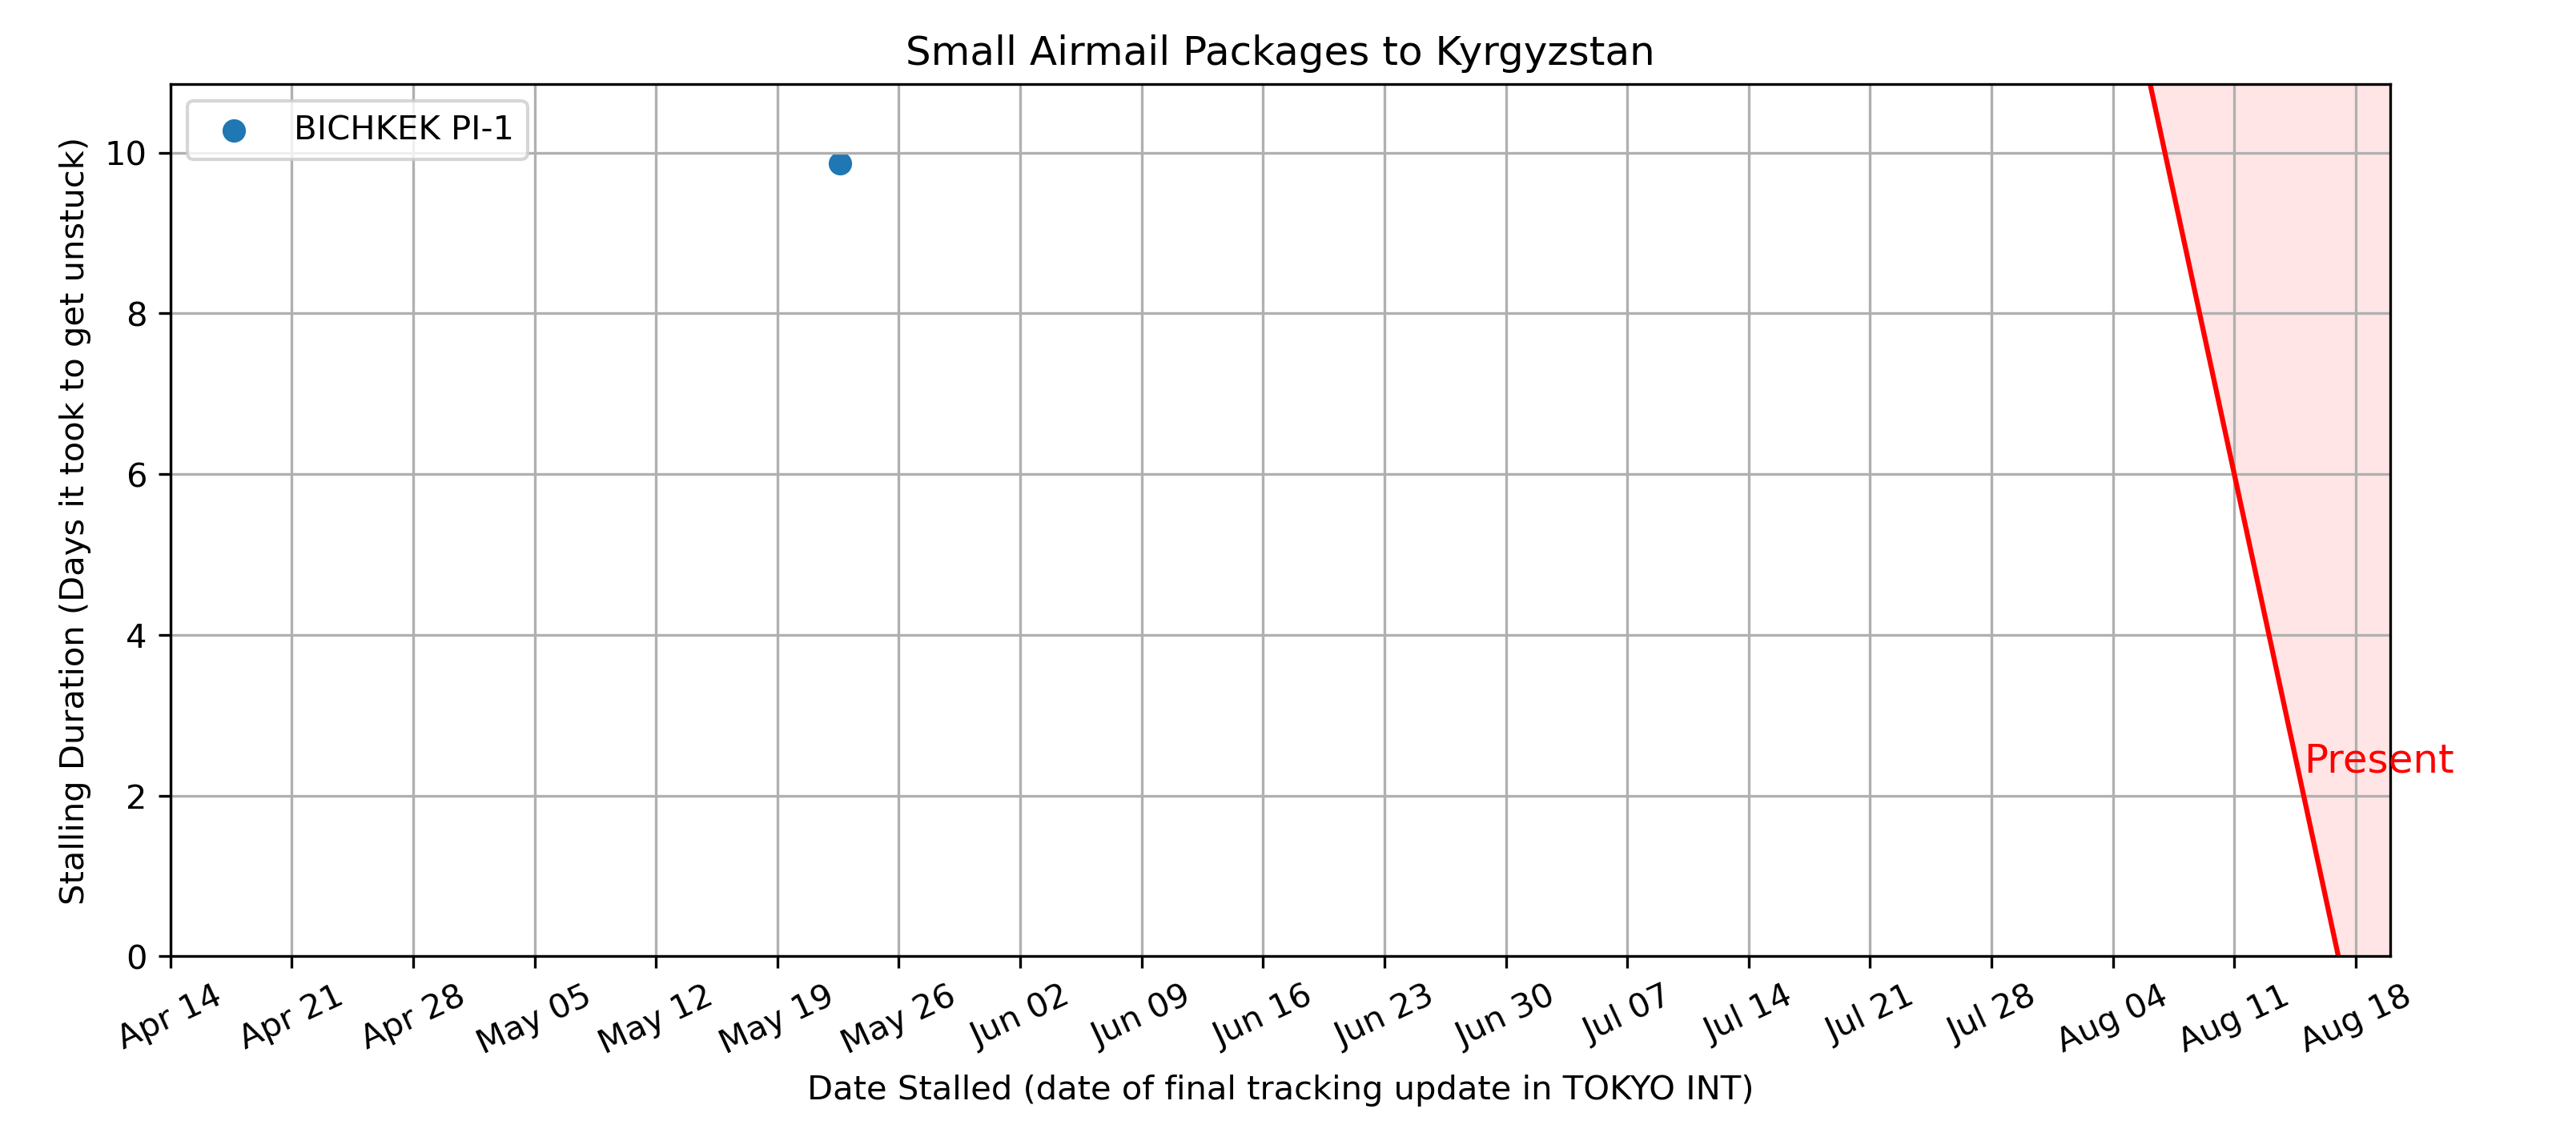 Small Airmail Packages to Kyrgyzstan
BICHKEK PI-1
Stalling Duration (Days it took to get unstuck)
10
8
6
4
2
0
Present
Apr 14
Apr 21
Apr 28
May 05
May 12
May 19
May 26
Jun 02
Jun 09
Jun 16
Jun 23
Jun 30
Jul 07
Jul 14
Jul 21
Jul 28
Aug 04
Aug 11
Aug 18
Date Stalled (date of final tracking update in TOKYO INT)